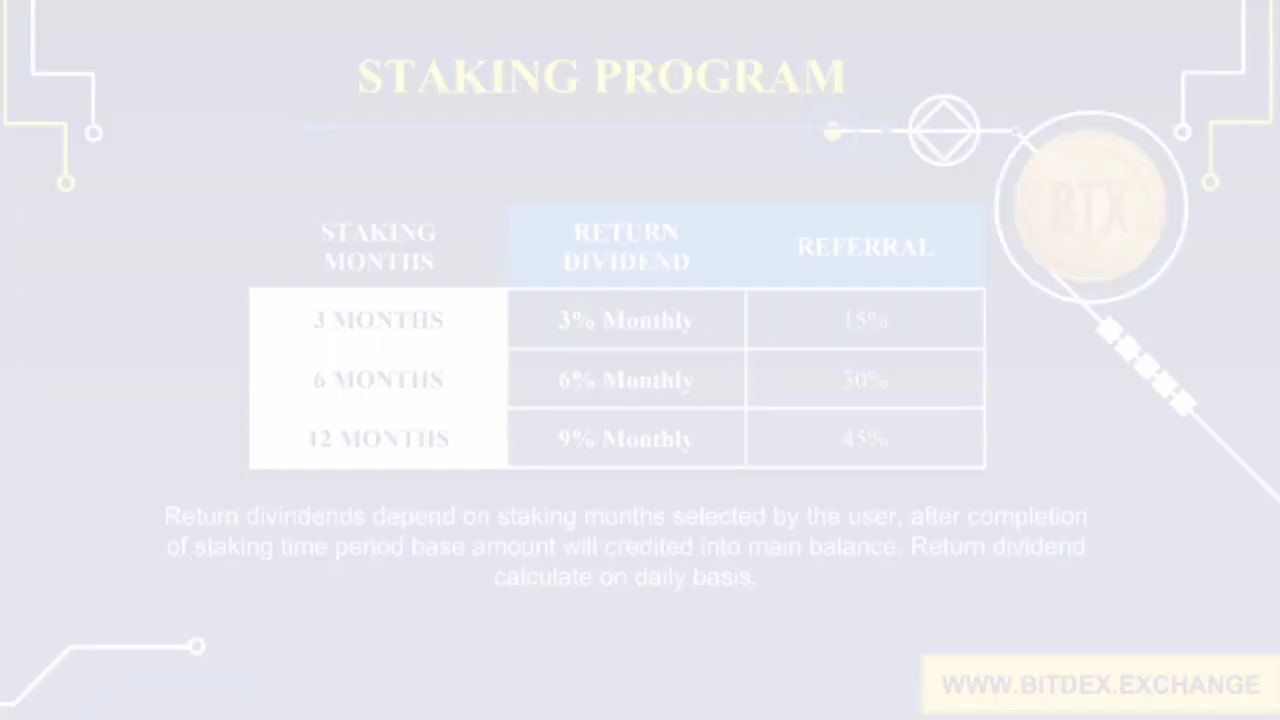 STAKING PROGRAM
BTX
STAKING
MONTHS
RETURN
DIVIDEND
REFERRAL
3 MONTHS
3% Monthly
15%
6 MONTHS
6% Monthly
30%
12 MONTHS
9% Monthly
45%
Return divindends depend on staking months selected by the user, after completion
of staking time period base amount will credited into main balance. Return dividend
calculate on daily basis.
WWW.BITDEX.EXCHANGE